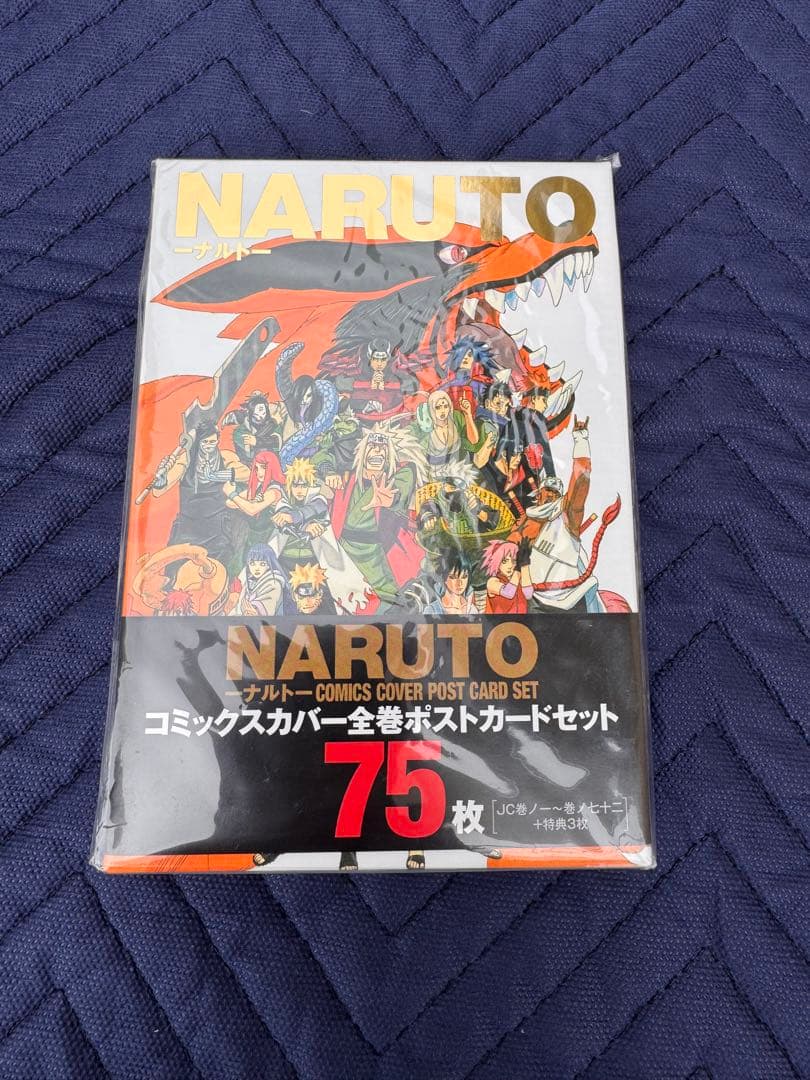 NARUTO
ーナルトー
NARUTO
ーナルトー COMICS COVER POST CARD SET
コミックスカバー全巻ポストカードセット
75枚
[JC巻ノ一〜巻ノ七十二
+特典3枚]